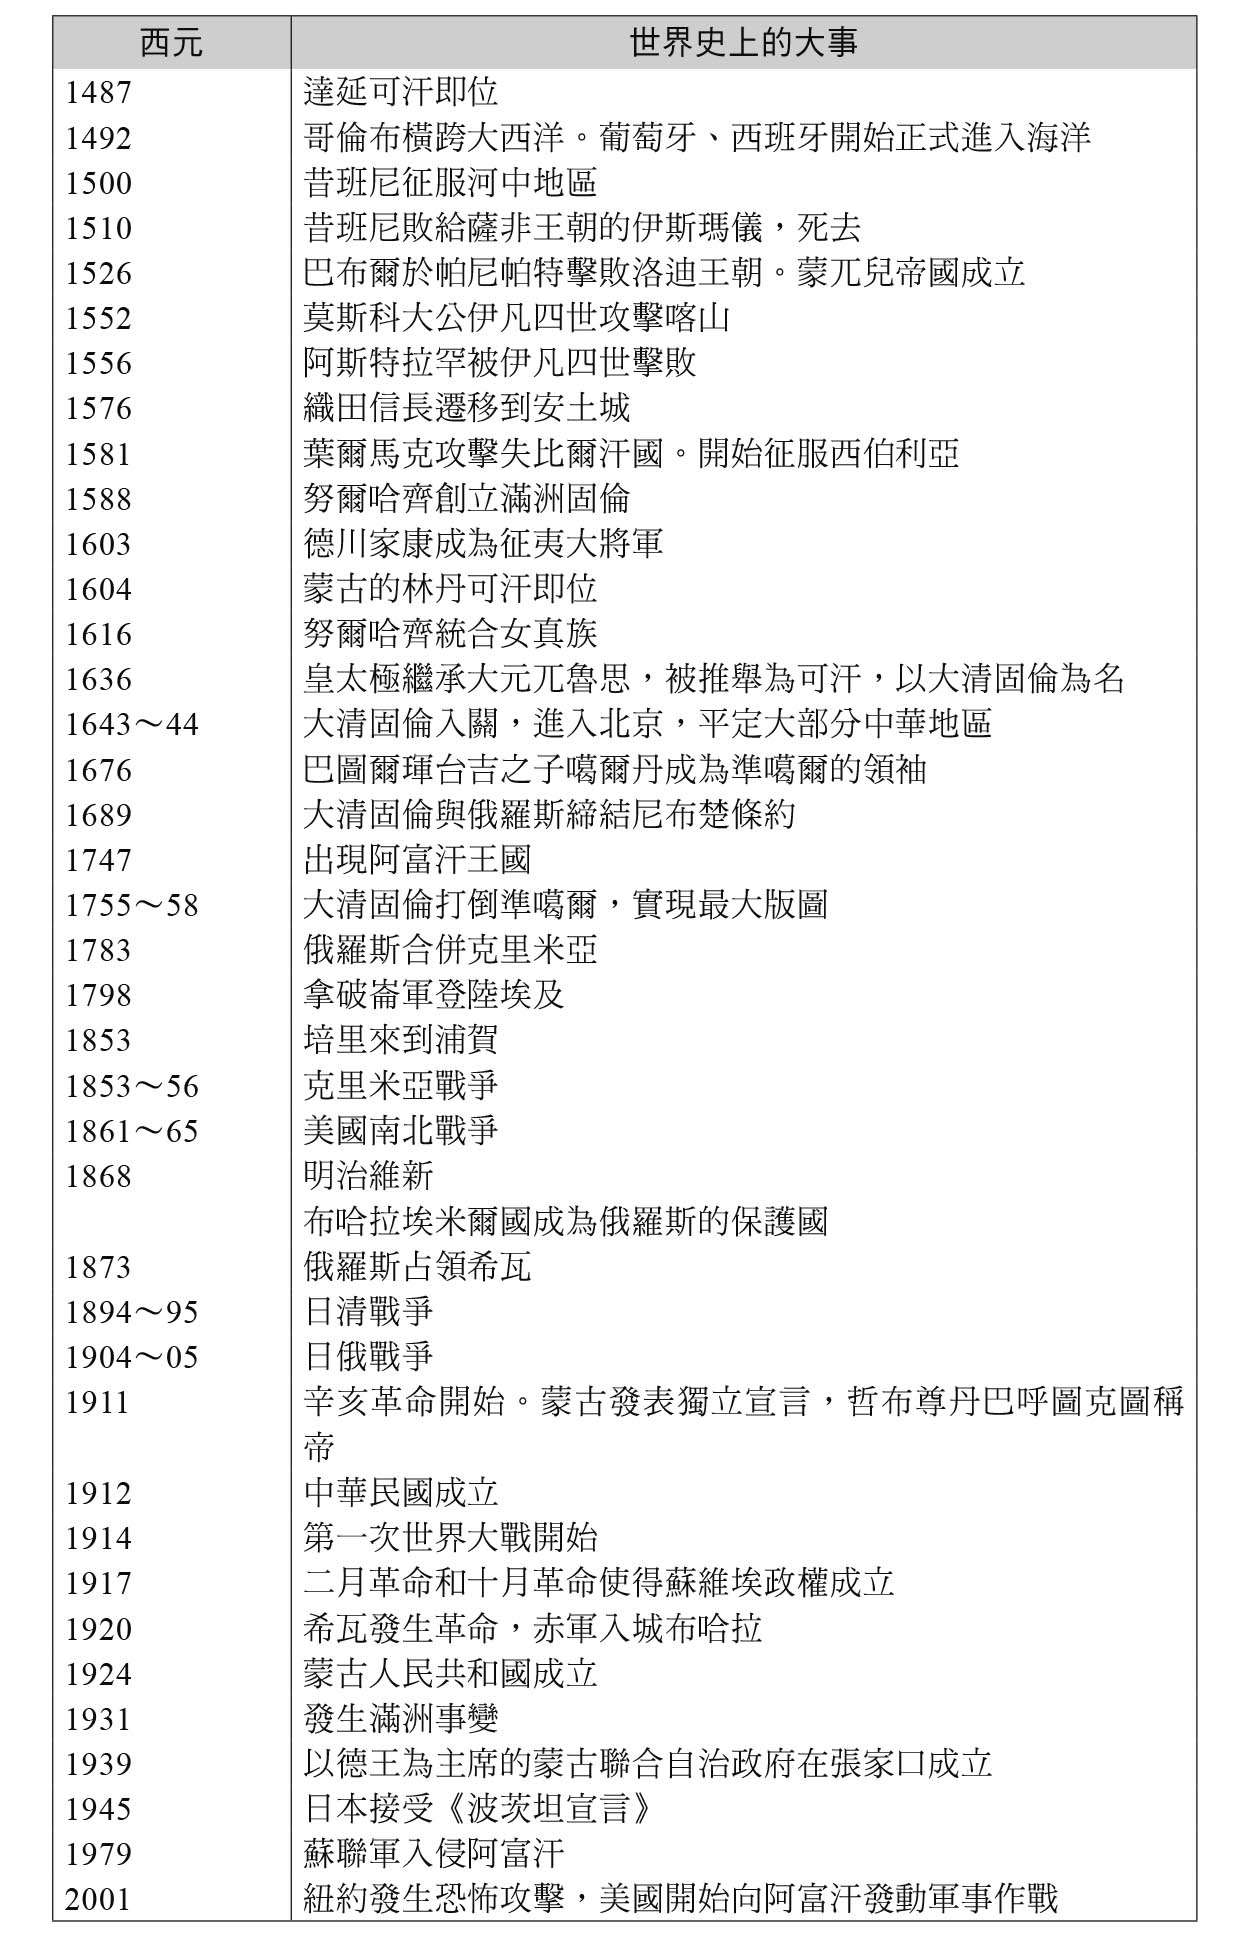 西元 世界史上的大事
1487 達延可汗即位
1492 哥倫布橫跨大西洋。葡萄牙、西班牙開始正式進入海洋
1500 昔班尼征服河中地區
1510 昔班尼敗給薩非王朝的伊斯瑪儀，死去
1526 巴布爾於帕尼帕特擊敗洛迪王朝。蒙兀兒帝國成立
1552 莫斯科大公伊凡四世攻擊喀山
1556 阿斯特拉罕被伊凡四世擊敗
1576 織田信長遷移到安土城
1581 葉爾馬克攻擊失比爾汗國。開始征服西伯利亞
1588 努爾哈齊創立滿洲固倫
1603 德川家康成為征夷大將軍
1604 蒙古的林丹可汗即位
1616 努爾哈齊統合女真族
1636 皇太極繼承大元兀魯思，被推舉為可汗，以大清固倫為名
1643～44 大清固倫入關，進入北京，平定大部分中華地區
1676 巴圖爾琿台吉之子噶爾丹成為準噶爾的領袖
1689 大清固倫與俄羅斯締結尼布楚條約
1747 出現阿富汗王國
1755～58 大清固倫打倒準噶爾，實現最大版圖
1783 俄羅斯合併克里米亞
1798 拿破崙軍登陸埃及
1853 培里來到浦賀
1853～56 克里米亞戰爭
1861～65 美國南北戰爭
1868 明治維新
布哈拉埃米爾國成為俄羅斯的保護國
1873 俄羅斯占領希瓦
1894～95 日清戰爭
1904～05 日俄戰爭
1911 辛亥革命開始。蒙古發表獨立宣言，哲布尊丹巴呼圖克圖稱
帝
1912 中華民國成立
1914 第一次世界大戰開始
1917 二月革命和十月革命使得蘇維埃政權成立
1920 希瓦發生革命，赤軍入城布哈拉
1924 蒙古人民共和國成立
1931 發生滿洲事變
1939 以德王為主席的蒙古聯合自治政府在張家口成立
1945 日本接受《波茨坦宣言》
1979 蘇聯軍入侵阿富汗
2001 紐約發生恐怖攻擊，美國開始向阿富汗發動軍事作戰